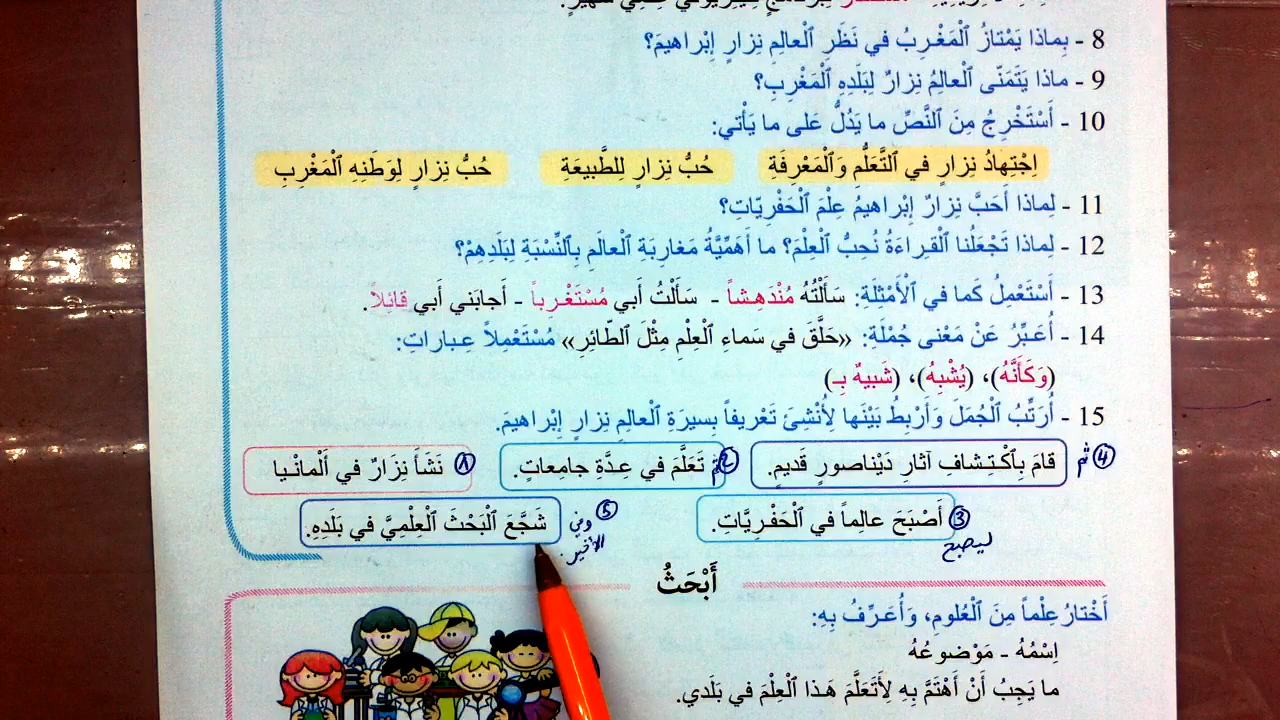 8 - بِماذا يَمْتازُ ٱلْمَغْرِبُ في نَظَرِ ٱلْعالِمِ نِزارٍ إِبْراهيمَ؟
9 - ماذا يَتَمَنّى ٱلْعالِمُ نِزارٌ لِبَلَدِهِ ٱلْمَغْرِبِ؟
10 - أَسْتَخْرِجُ مِنَ ٱلنَّصِّ ما يَدُلُّ عَلى ما يَأْتي:
اِجْتِهادُ نِزارٍ في ٱلتَّعَلُّمِ وَٱلْمَعْرِفَةِ حُبُّ نِزارٍ لِلطَّبيعَةِ حُبُّ نِزارٍ لِوَطَنِهِ ٱلْمَغْرِبِ
11 - لِماذا أَحَبَّ نِزارٌ إِبْراهيمُ عِلْمَ ٱلْحَفْرِيّاتِ؟
12 - لِماذا تَجْعَلُنا ٱلْقِراءَةُ نُحِبُّ ٱلْعِلْمَ؟ ما أَهَمِّيَّةُ مَغارِبَةِ ٱلْعالَمِ بِٱلنِّسْبَةِ لِبَلَدِهِمْ؟
13 - أَسْتَعْمِلُ كَما في ٱلْأَمْثِلَةِ: سَأَلْتُهُ مُنْدَهِشاً - سَأَلْتُ أَبي مُسْتَغْرِباً - أَجابَني أَبي قائِلاً.
14 - أُعَبِّرُ عَنْ مَعْنى جُمْلَةِ: «حَلَّقَ في سَماءِ ٱلْعِلْمِ مِثْلَ ٱلطّائِرِ» مُسْتَعْمِلاً عِباراتِ:
(وَكَأَنَّهُ)، (يُشْبِهُ)، (شَبيهٌ بِـ)
15 - أُرَتِّبُ ٱلْجُمَلَ وَأَرْبِطُ بَيْنَها لِأُنْشِئَ تَعْريفاً بِسيرَةِ ٱلْعالِمِ نِزارٍ إِبْراهيمَ.
4 ثم قامَ بِٱكْتِشافِ آثارِ دَيْناصورٍ قَديمٍ. 2 ثم تَعَلَّمَ في عِدَّةِ جامِعاتٍ. 1 نَشَأَ نِزارٌ في أَلْمانْيا
3 أَصْبَحَ عالِماً في ٱلْحَفْرِيَّاتِ. 5 وفي شَجَّعَ ٱلْبَحْثَ ٱلْعِلْمِيَّ في بَلَدِهِ.
ليصبح الأخير
أَبْحَثُ
أَخْتارُ عِلْماً مِنَ ٱلْعُلومِ، وَأُعَرِّفُ بِهِ:
اِسْمُهُ - مَوْضوعُهُ
ما يَجِبُ أَنْ أَهْتَمَّ بِهِ لِأَتَعَلَّمَ هَذا ٱلْعِلْمَ في بَلَدي.